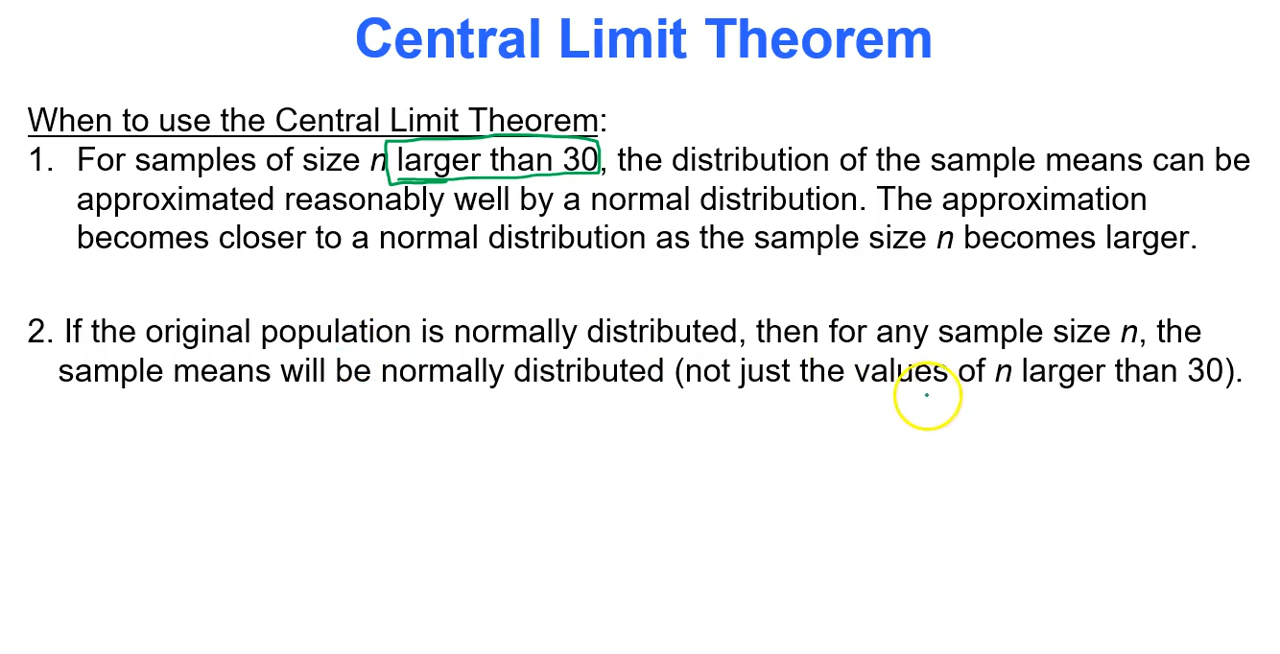 Central Limit Theorem
When to use the Central Limit Theorem:
1. For samples of size n larger than 30, the distribution of the sample means can be
approximated reasonably well by a normal distribution. The approximation
becomes closer to a normal distribution as the sample size n becomes larger.
2. If the original population is normally distributed, then for any sample size n, the
sample means will be normally distributed (not just the values of n larger than 30).